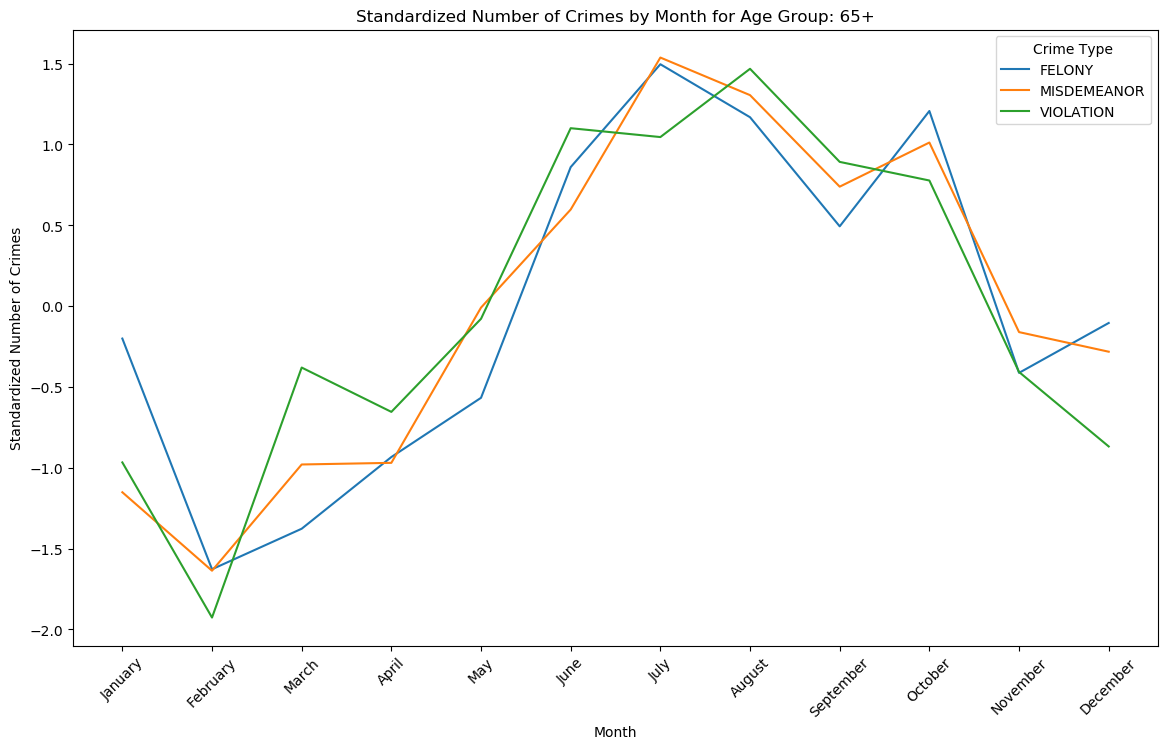 Standardized Number of Crimes by Month for Age Group: 65+
Crime Type
FELONY
MISDEMEANOR
VIOLATION
Standardized Number of Crimes
1.5
1.0
0.5
0.0
−0.5
−1.0
−1.5
−2.0
January
February
March
April
May
June
July
August
September
October
November
December
Month